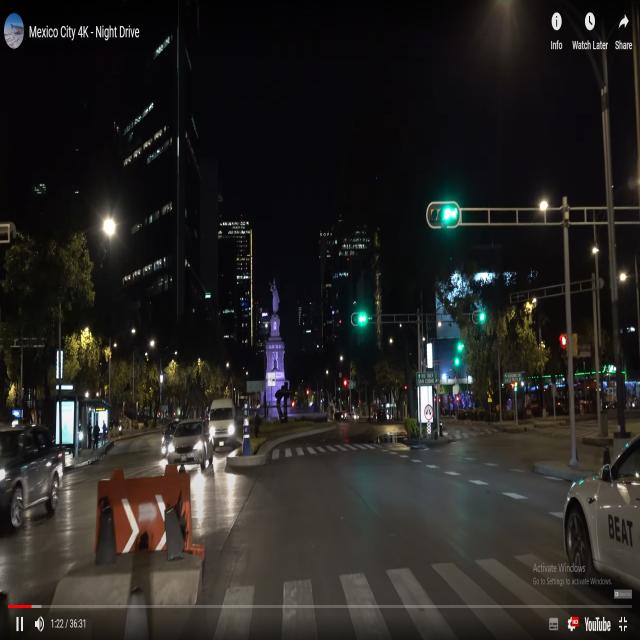 Mexico City 4K - Night Drive
Info
Watch Later
Share
BEAT
Activate Windows
Go to Settings to activate Windows.
1:22 / 36:31
YouTube